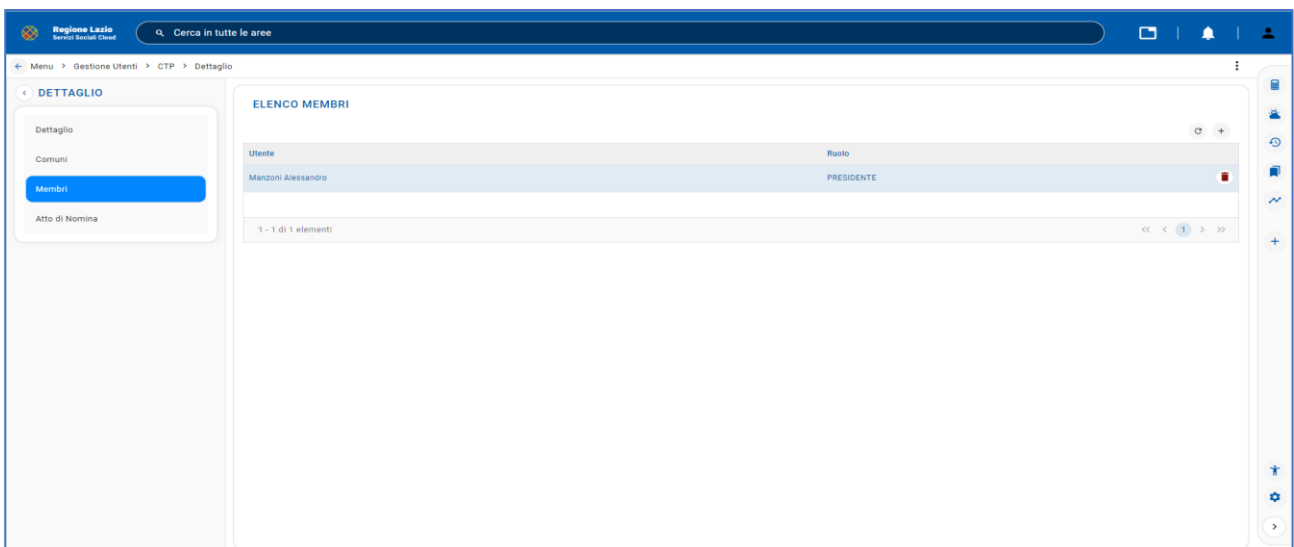 Regione Lazio
Servizi Sociali Cloud
Cerca in tutte le aree
Menu > Gestione Utenti > CTP > Dettaglio
DETTAGLIO
Dettaglio
Comuni
Membri
Atto di Nomina
ELENCO MEMBRI
Utente Ruolo
Manzoni Alessandro PRESIDENTE
1 - 1 di 1 elementi << < 1 > >>